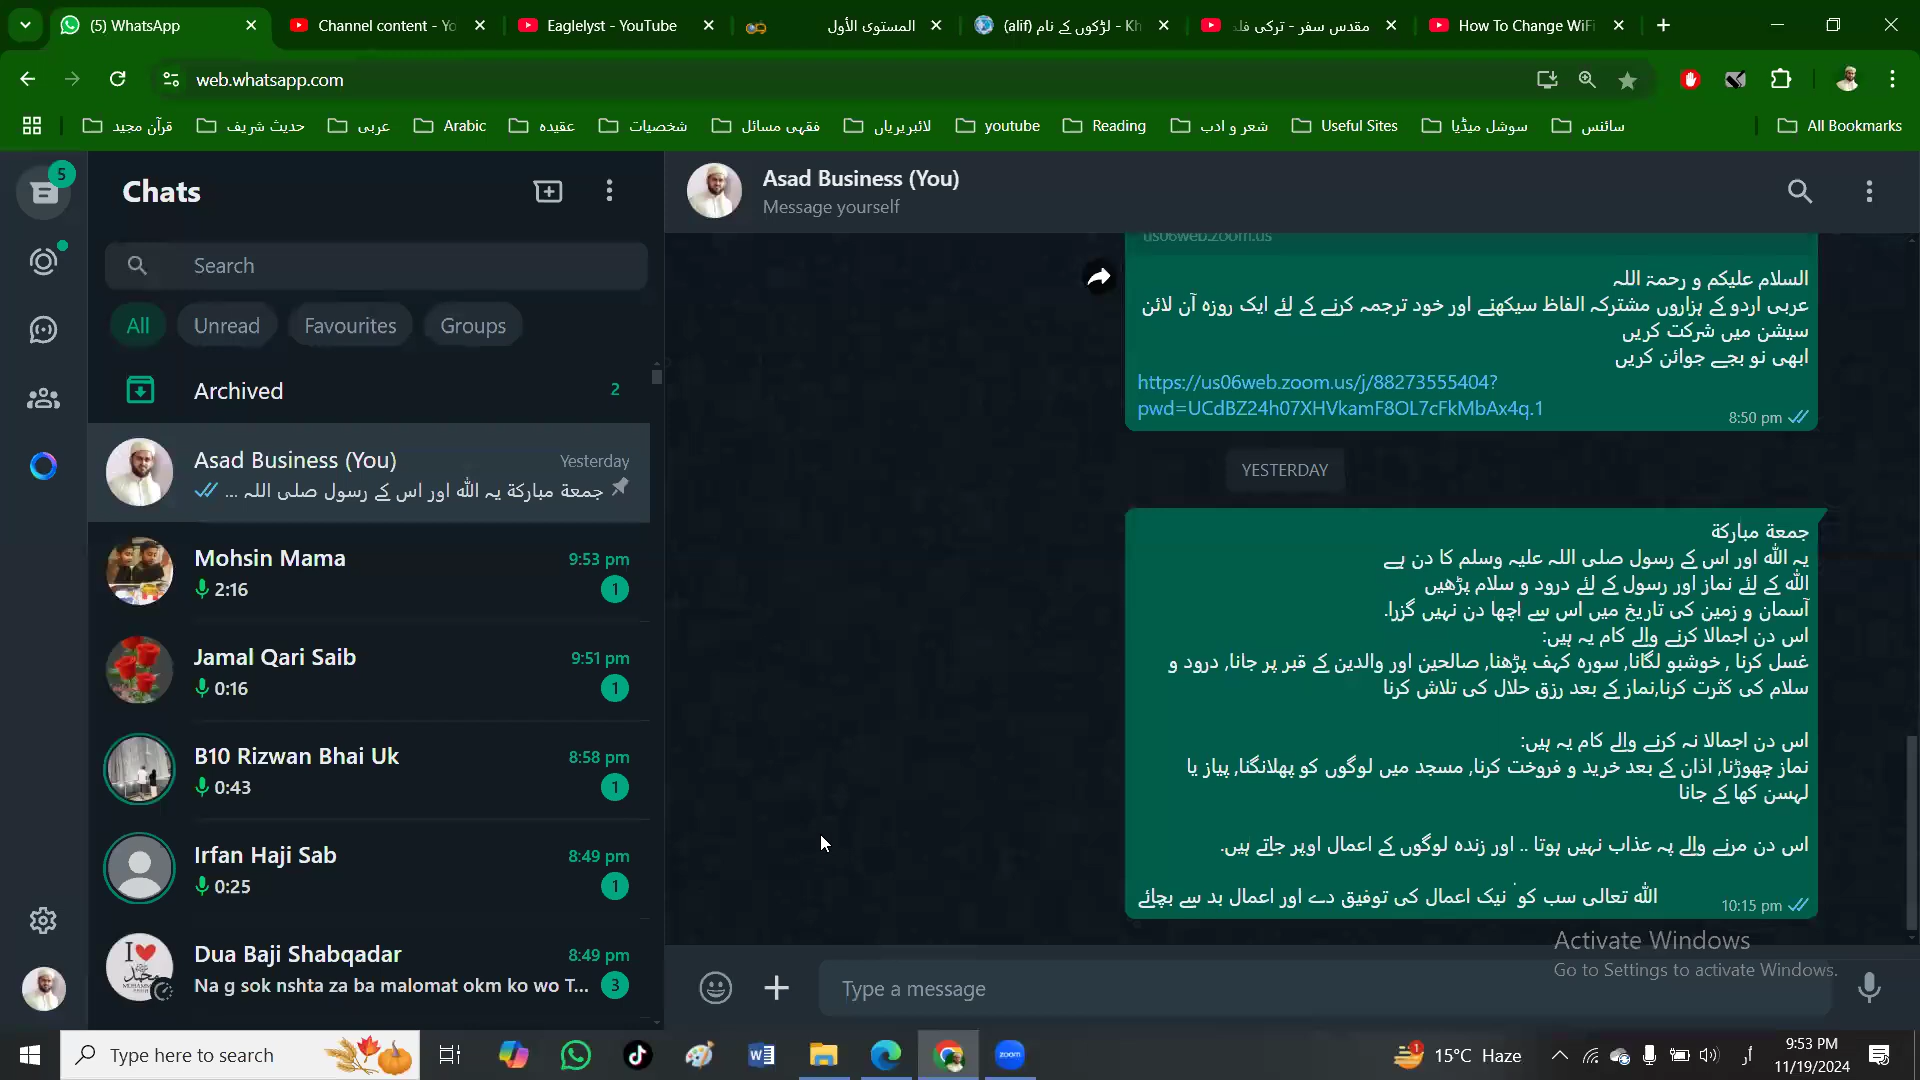 (5) WhatsApp
Channel content - Yo
Eaglelyst - YouTube
المستوى الأول
لڑکوں کے نام (alif) - Kh
مقدس سفر - ترکی فلم
How To Change WiFi
web.whatsapp.com
قرآن مجید
حدیث شریف
عربی
Arabic
عقیدہ
شخصیات
فقہی مسائل
لائبریریاں
youtube
Reading
شعر و ادب
Useful Sites
سوشل میڈیا
سائنس
All Bookmarks
5
Chats
Search
All
Unread
Favourites
Groups
Archived
2
Asad Business (You)
Yesterday
جمعة مبارکة یہ اللہ اور اس کے رسول صلی اللہ ...
Mohsin Mama
9:53 pm
2:16
1
Jamal Qari Saib
9:51 pm
0:16
1
B10 Rizwan Bhai Uk
8:58 pm
0:43
1
Irfan Haji Sab
8:49 pm
0:25
1
I
Dua Baji Shabqadar
8:49 pm
Na g sok nshta za ba malomat okm ko wo T...
3
Asad Business (You)
Message yourself
us06web.zoom.us
السلام علیکم و رحمۃ اللہ
عربی اردو کے ہزاروں مشترکہ الفاظ سیکھنے اور خود ترجمہ کرنے کے لئے ایک روزہ آن لائن
سیشن میں شرکت کریں
ابھی نو بجے جوائن کریں
https://us06web.zoom.us/j/88273555404?
pwd=UCdBZ24h07XHVkamF8OL7cFkMbAx4q.1
8:50 pm
YESTERDAY
جمعة مبارکة
یہ اللہ اور اس کے رسول صلی اللہ علیہ وسلم کا دن ہے
اللہ کے لئے نماز اور رسول کے لئے درود و سلام پڑھیں
آسمان و زمین کی تاریخ میں اس سے اچھا دن نہیں گزرا.
اس دن اجمالا کرنے والے کام یہ ہیں:
غسل کرنا , خوشبو لگانا, سورہ کہف پڑھنا, صالحین اور والدین کے قبر پر جانا, درود و
سلام کی کثرت کرنا,نماز کے بعد رزق حلال کی تلاش کرنا
اس دن اجمالا نہ کرنے والے کام یہ ہیں:
نماز چھوڑنا, اذان کے بعد خرید و فروخت کرنا, مسجد میں لوگوں کو پھلانگنا, پیاز یا
لہسن کھا کے جانا
اس دن مرنے والے پہ عذاب نہیں ہوتا .. اور زندہ لوگوں کے اعمال اوپر جاتے ہیں.
اللہ تعالی سب کو نیک اعمال کی توفیق دے اور اعمال بد سے بچائے
10:15 pm
Activate Windows
Go to Settings to activate Windows.
Type a message
Type here to search
zoom
1
15°C Haze
9:53 PM
11/19/2024